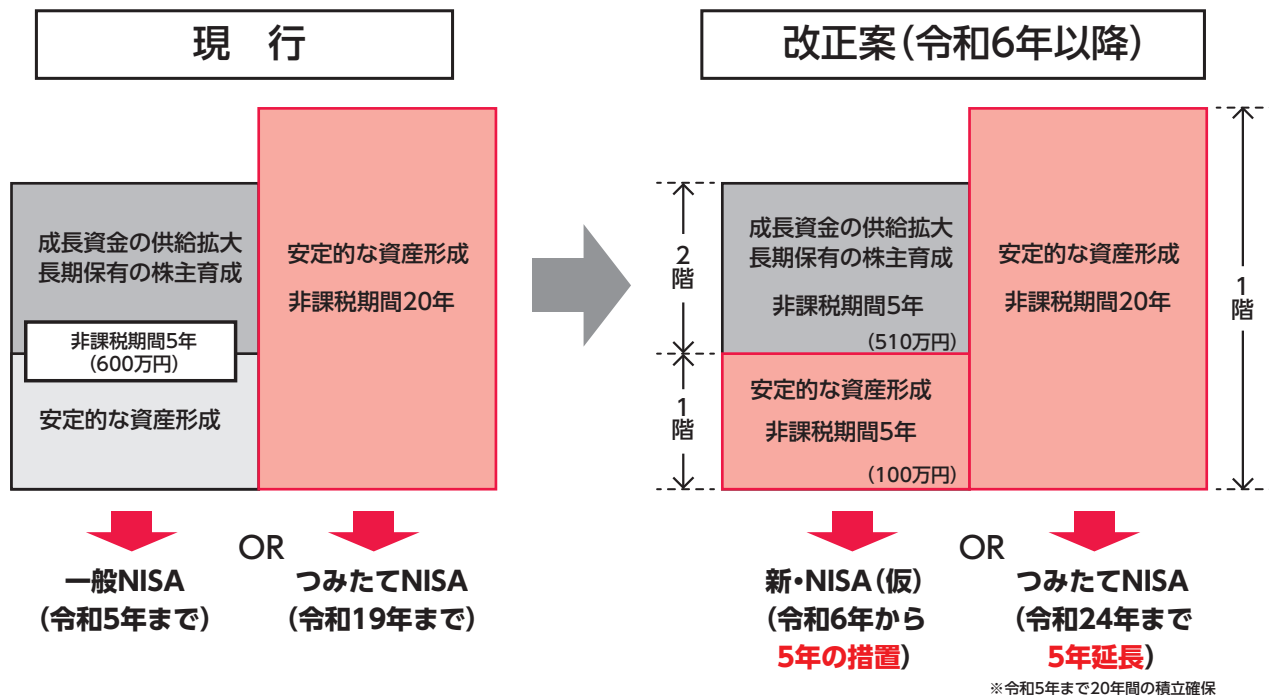 現　行
成長資金の供給拡大
長期保有の株主育成
非課税期間5年
(600万円)
安定的な資産形成
安定的な資産形成
非課税期間20年
一般NISA
(令和5年まで)
OR
つみたてNISA
(令和19年まで)
改正案(令和6年以降)
2階
1階
成長資金の供給拡大
長期保有の株主育成
非課税期間5年
(510万円)
安定的な資産形成
非課税期間5年
(100万円)
安定的な資産形成
非課税期間20年
1階
新・NISA(仮)
(令和6年から
5年の措置)
OR
つみたてNISA
(令和24年まで
5年延長)
※令和5年まで20年間の積立確保